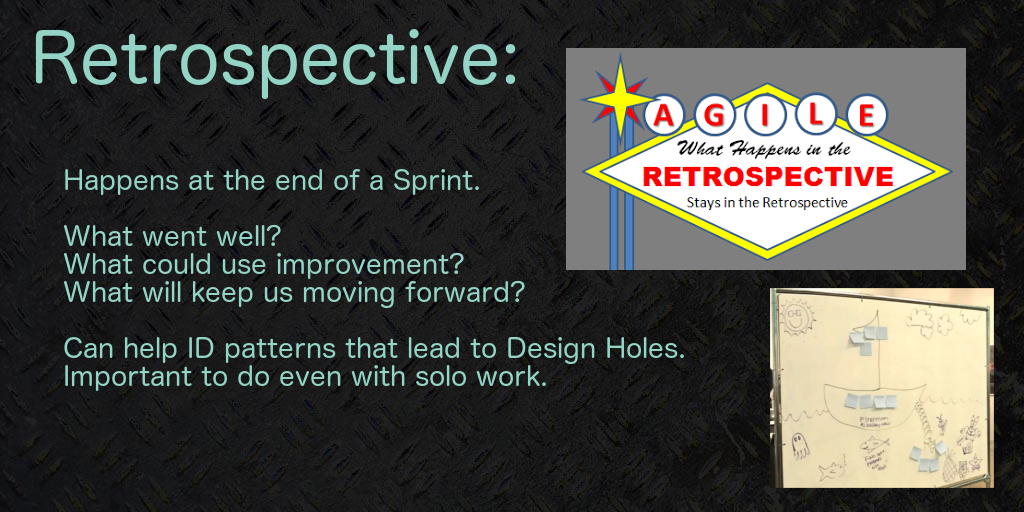 Retrospective:
Happens at the end of a Sprint.
What went well?
What could use improvement?
What will keep us moving forward?
Can help ID patterns that lead to Design Holes.
Important to do even with solo work.
AGILE
What Happens in the
RETROSPECTIVE
Stays in the Retrospective